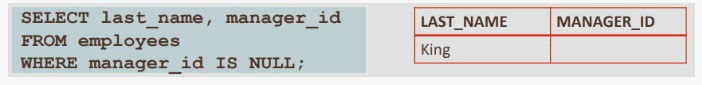 SELECT last_name, manager_id
FROM employees
WHERE manager_id IS NULL;
LAST_NAME MANAGER_ID
King